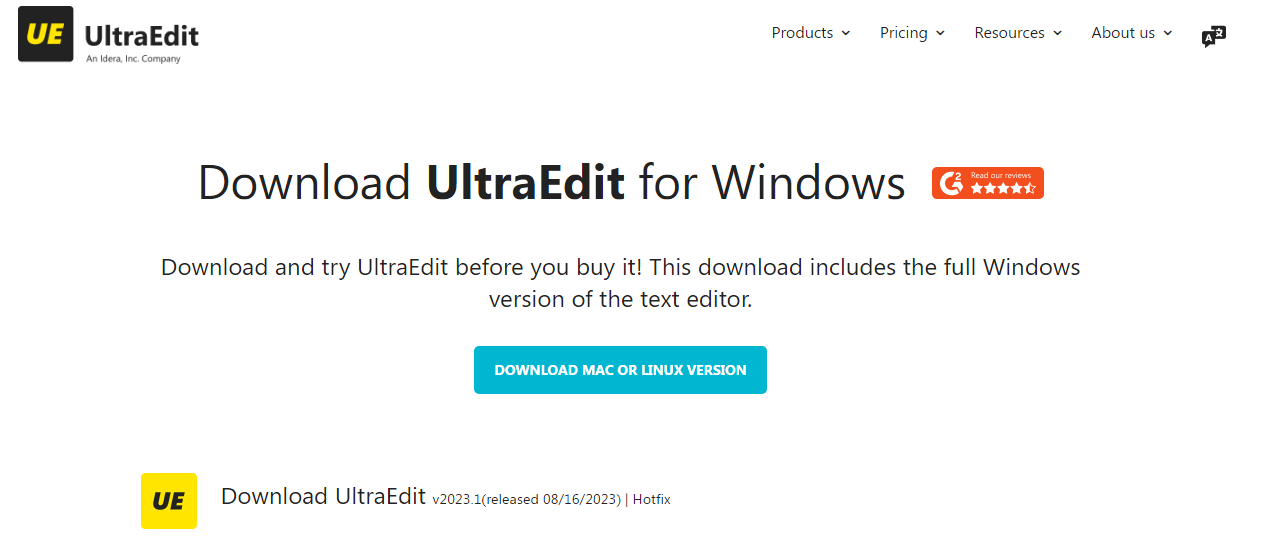 UE UltraEdit
An Idera, Inc. Company
Products Pricing Resources About us
A
Download UltraEdit for Windows
G2 Read our reviews
Download and try UltraEdit before you buy it! This download includes the full Windows
version of the text editor.
DOWNLOAD MAC OR LINUX VERSION
UE Download UltraEdit v2023.1(released 08/16/2023) | Hotfix